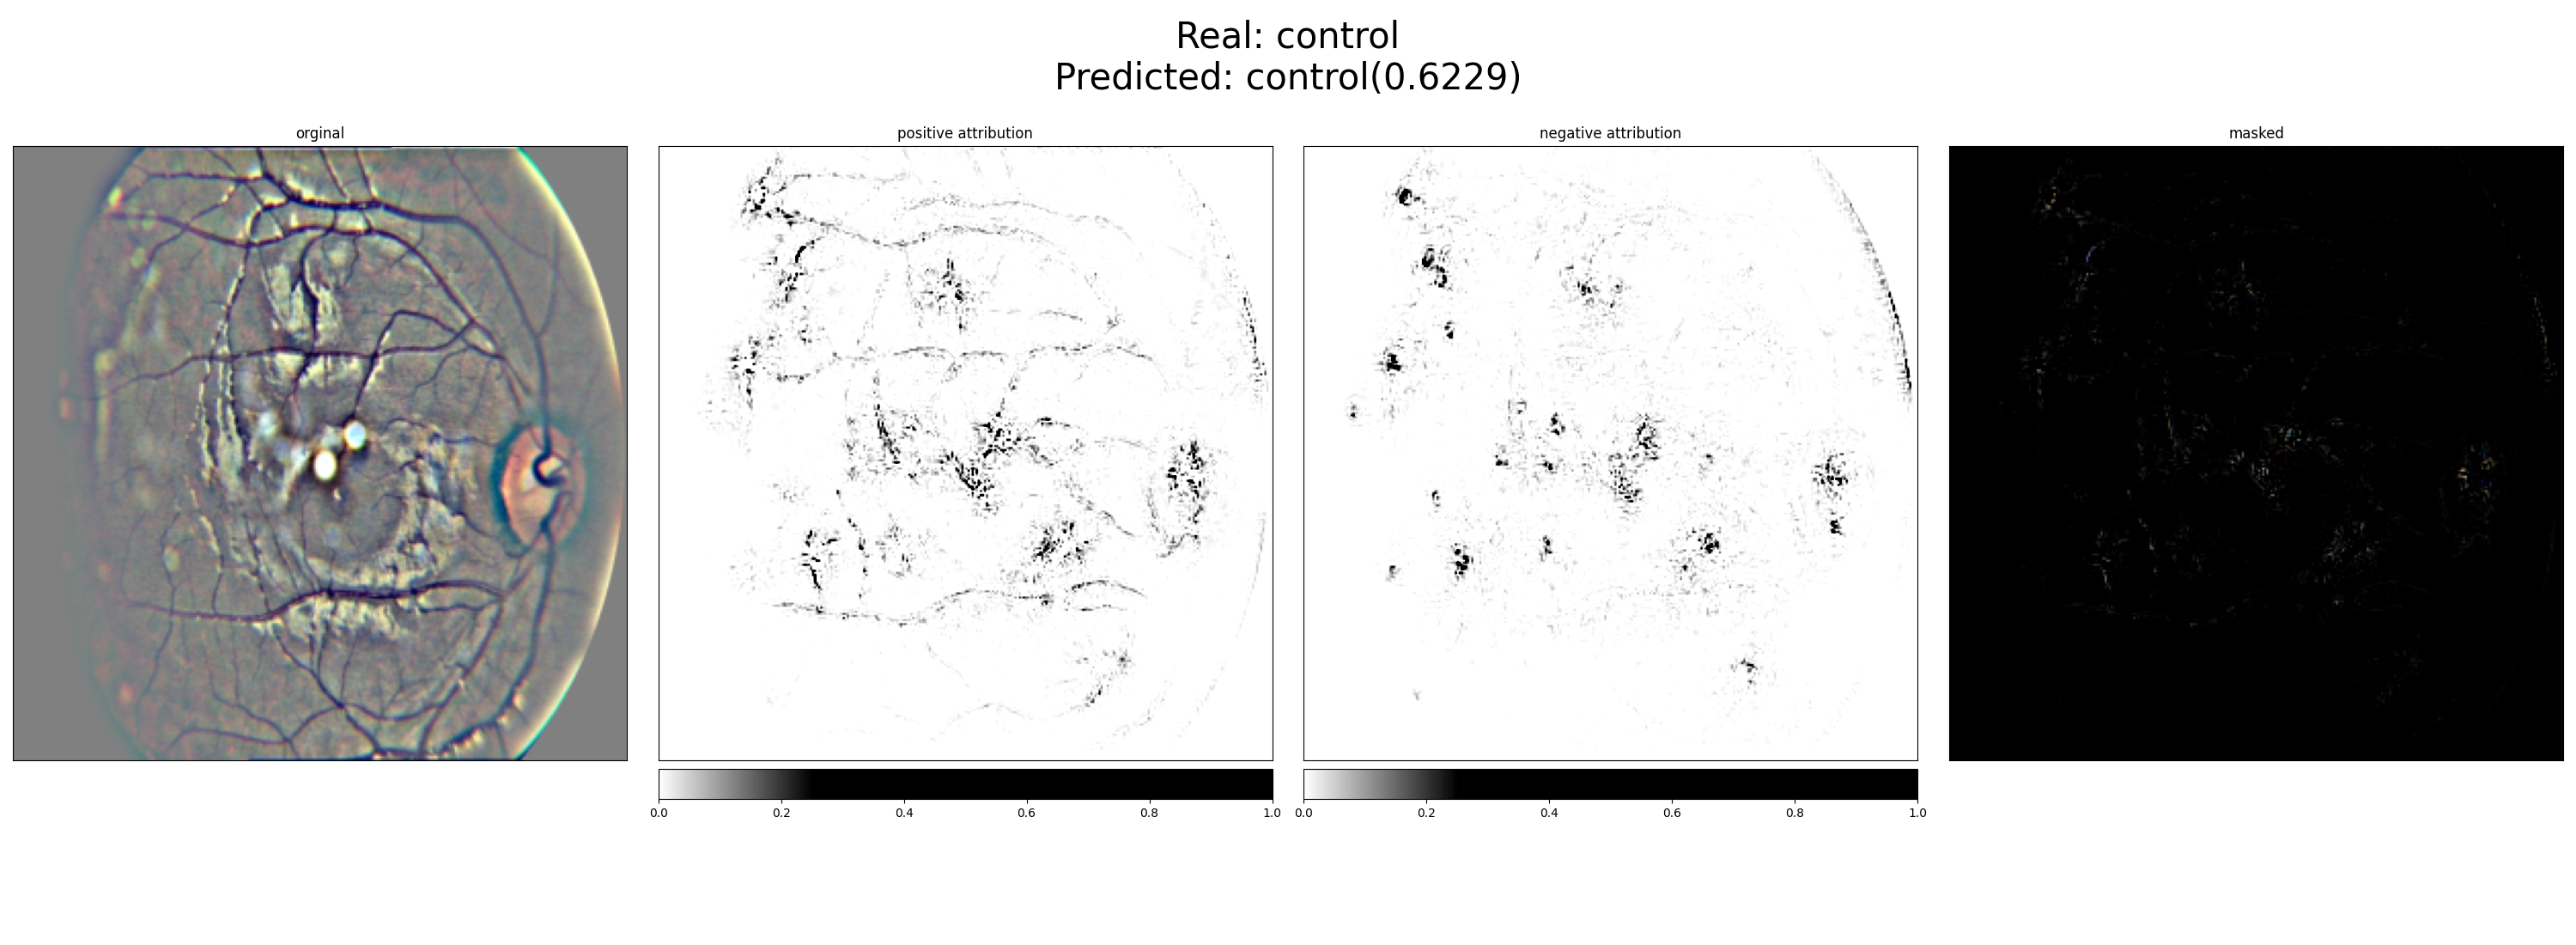 Real: control
Predicted: control(0.6229)
orginal
positive attribution
negative attribution
masked
0.0 0.2 0.4 0.6 0.8 1.0
0.0 0.2 0.4 0.6 0.8 1.0